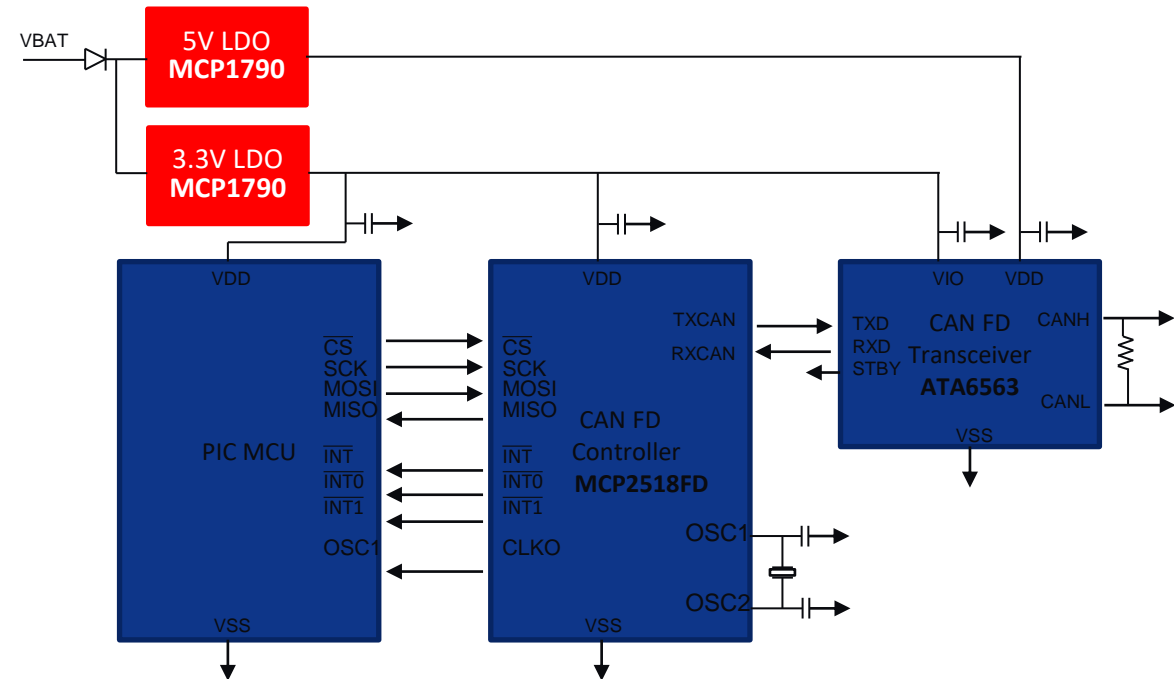 VBAT
5V LDO
MCP1790
3.3V LDO
MCP1790
VDD
CS
SCK
MOSI
MISO
PIC MCU
INT
INT0
INT1
OSC1
VSS
VDD
TXCAN
RXCAN
CS
SCK
MOSI
MISO
CAN FD
Controller
MCP2518FD
INT
INT0
INT1
CLKO
OSC1
OSC2
VSS
VIO
VDD
TXD
RXD
STBY
CAN FD
Transceiver
ATA6563
CANH
CANL
VSS